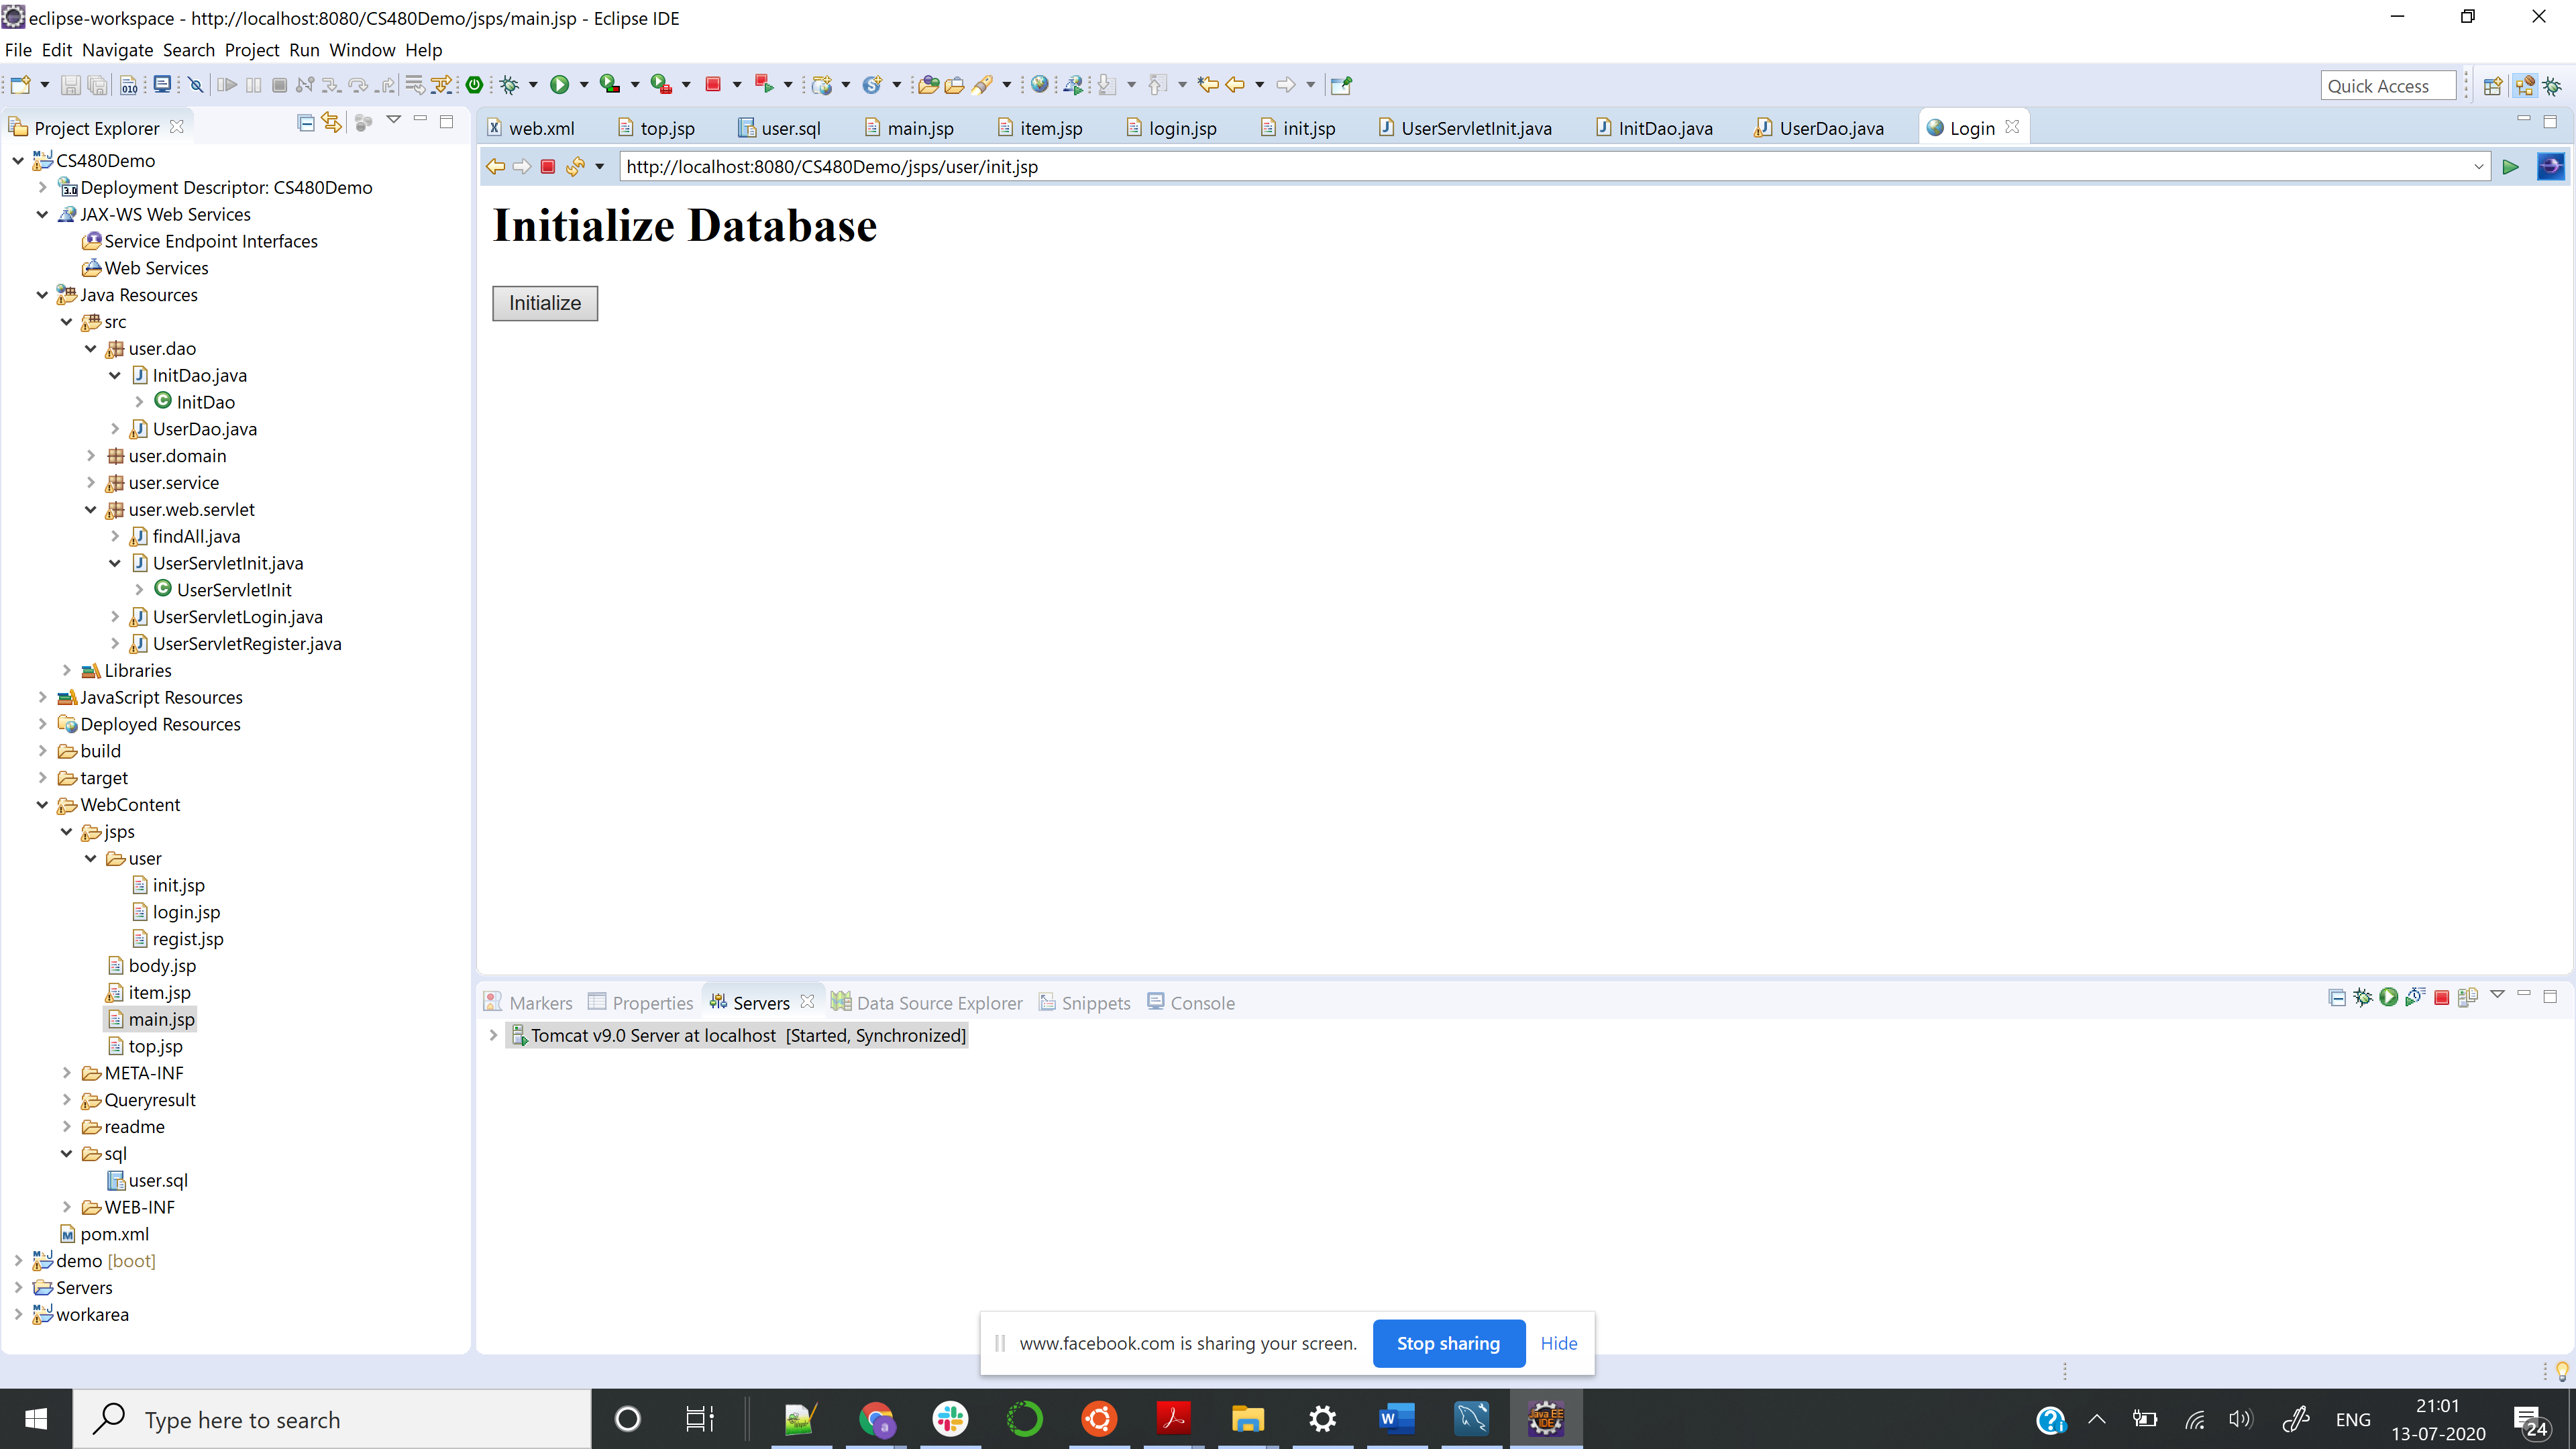 eclipse-workspace - http://localhost:8080/CS480Demo/jsps/main.jsp - Eclipse IDE
File Edit Navigate Search Project Run Window Help
Quick Access
Project Explorer
web.xml top.jsp user.sql main.jsp item.jsp login.jsp init.jsp UserServletInit.java InitDao.java UserDao.java Login
http://localhost:8080/CS480Demo/jsps/user/init.jsp
Initialize Database
Initialize
CS480Demo
Deployment Descriptor: CS480Demo
JAX-WS Web Services
Service Endpoint Interfaces
Web Services
Java Resources
src
user.dao
InitDao.java
InitDao
UserDao.java
user.domain
user.service
user.web.servlet
findAll.java
UserServletInit.java
UserServletInit
UserServletLogin.java
UserServletRegister.java
Libraries
JavaScript Resources
Deployed Resources
build
target
WebContent
jsps
user
init.jsp
login.jsp
regist.jsp
body.jsp
item.jsp
main.jsp
top.jsp
META-INF
Queryresult
readme
sql
user.sql
WEB-INF
pom.xml
demo [boot]
Servers
workarea
Markers Properties Servers Data Source Explorer Snippets Console
Tomcat v9.0 Server at localhost [Started, Synchronized]
www.facebook.com is sharing your screen. Stop sharing Hide
Type here to search
ENG
21:01
13-07-2020
24